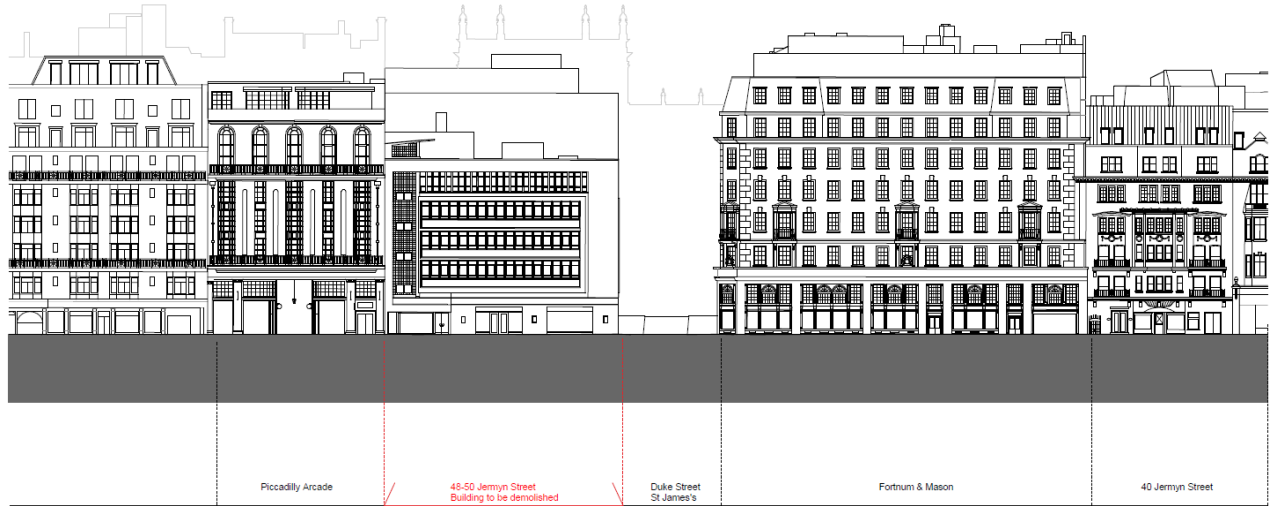 Piccadilly Arcade
48-50 Jermyn Street
Building to be demolished
Duke Street
St James's
Fortnum & Mason
40 Jermyn Street